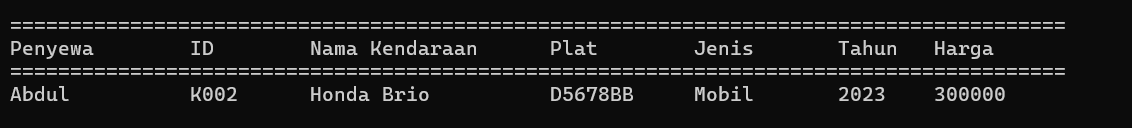 ========================================================================================
Penyewa        ID        Nama Kendaraan      Plat        Jenis       Tahun   Harga
========================================================================================
Abdul          K002      Honda Brio          D5678BB     Mobil       2023    300000